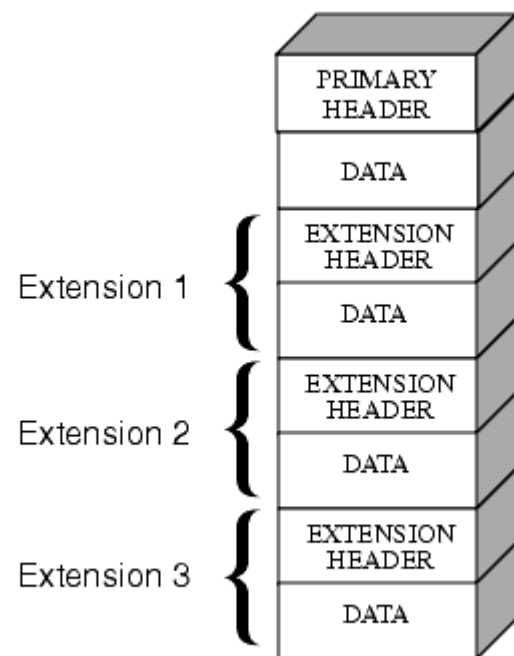 PRIMARY
HEADER
DATA
Extension 1
EXTENSION
HEADER
DATA
Extension 2
EXTENSION
HEADER
DATA
Extension 3
EXTENSION
HEADER
DATA